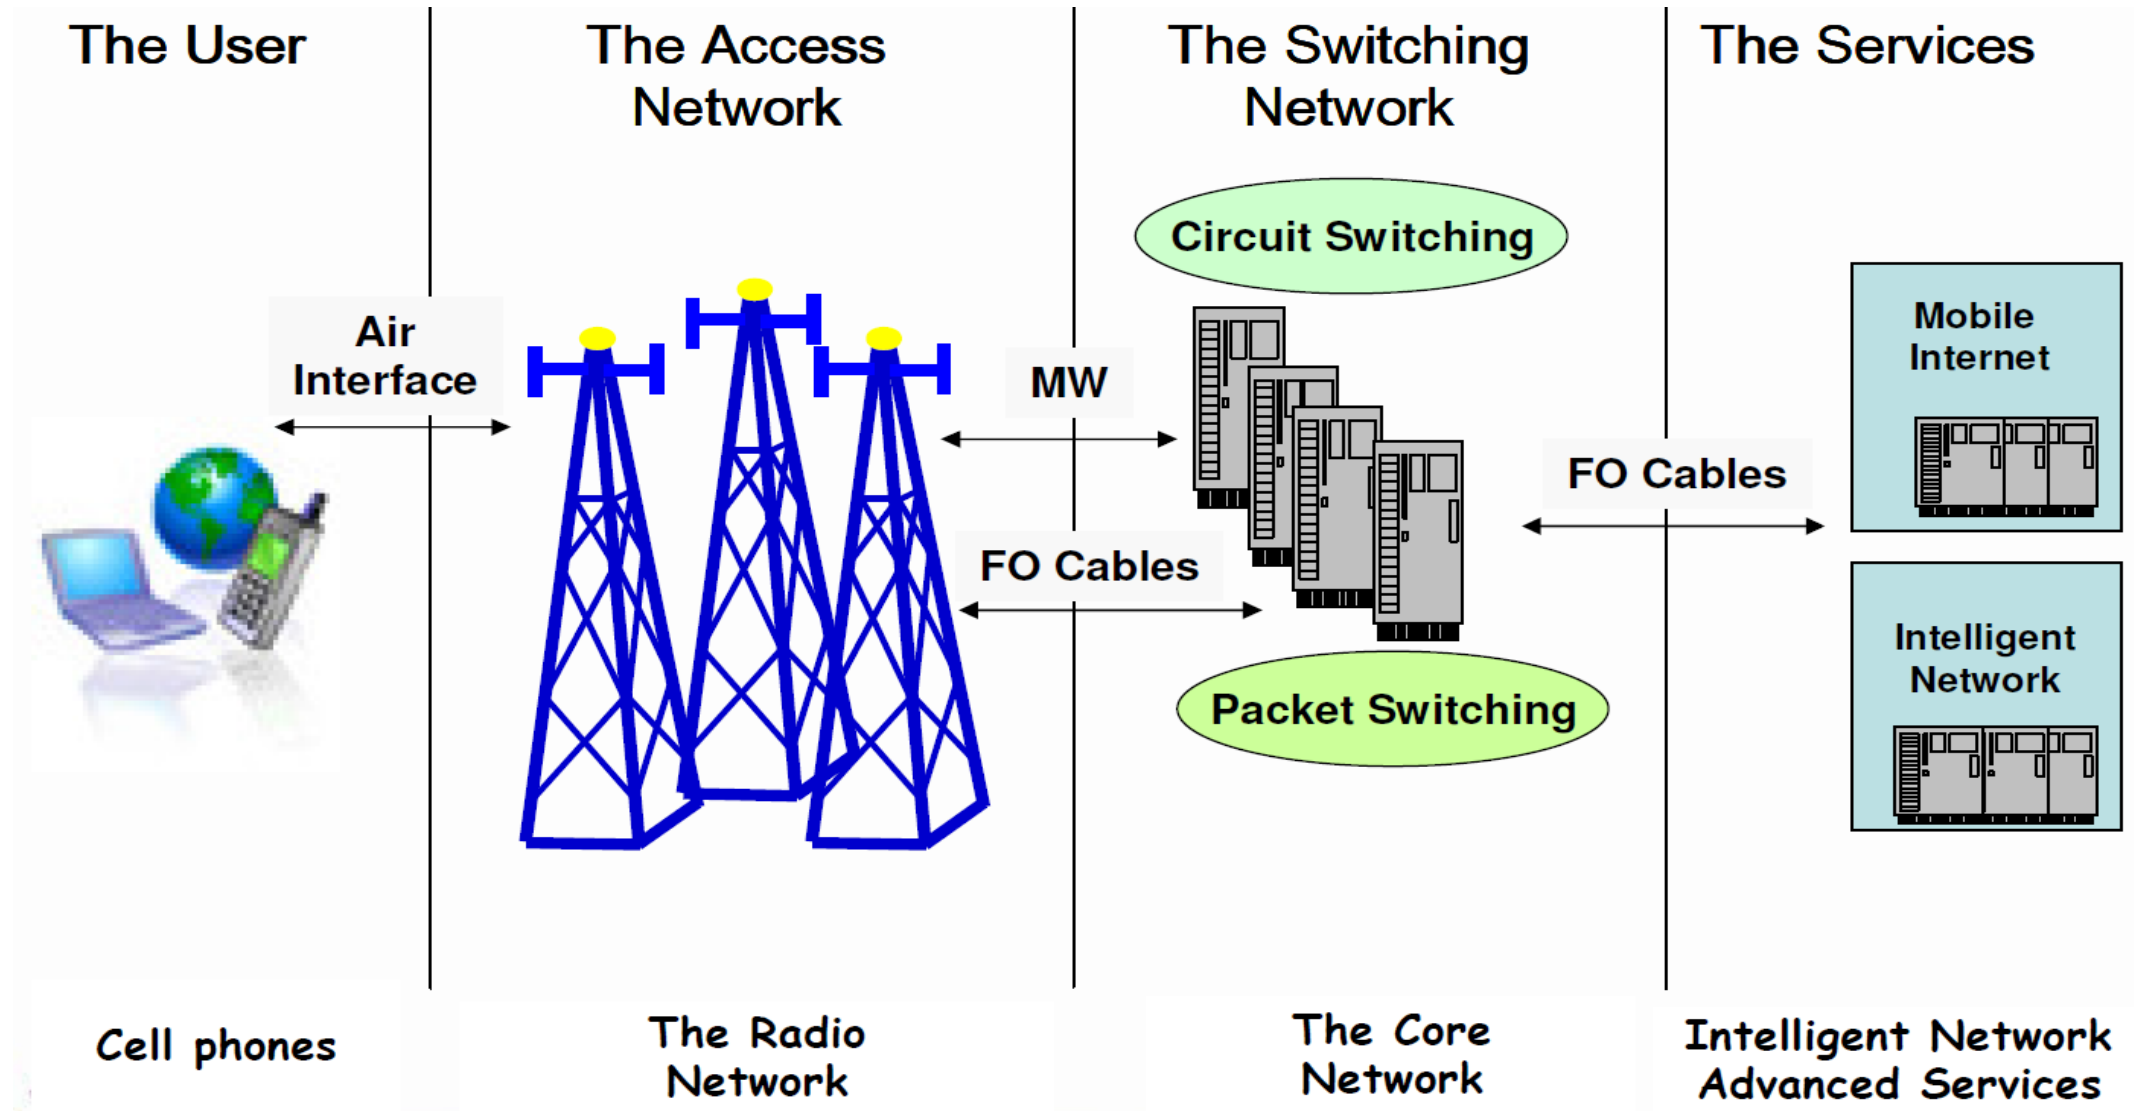 The User
The Access
Network
The Switching
Network
The Services
Circuit Switching
Air
Interface
MW
FO Cables
FO Cables
Packet Switching
Mobile
Internet
Intelligent
Network
Cell phones
The Radio
Network
The Core
Network
Intelligent Network
Advanced Services